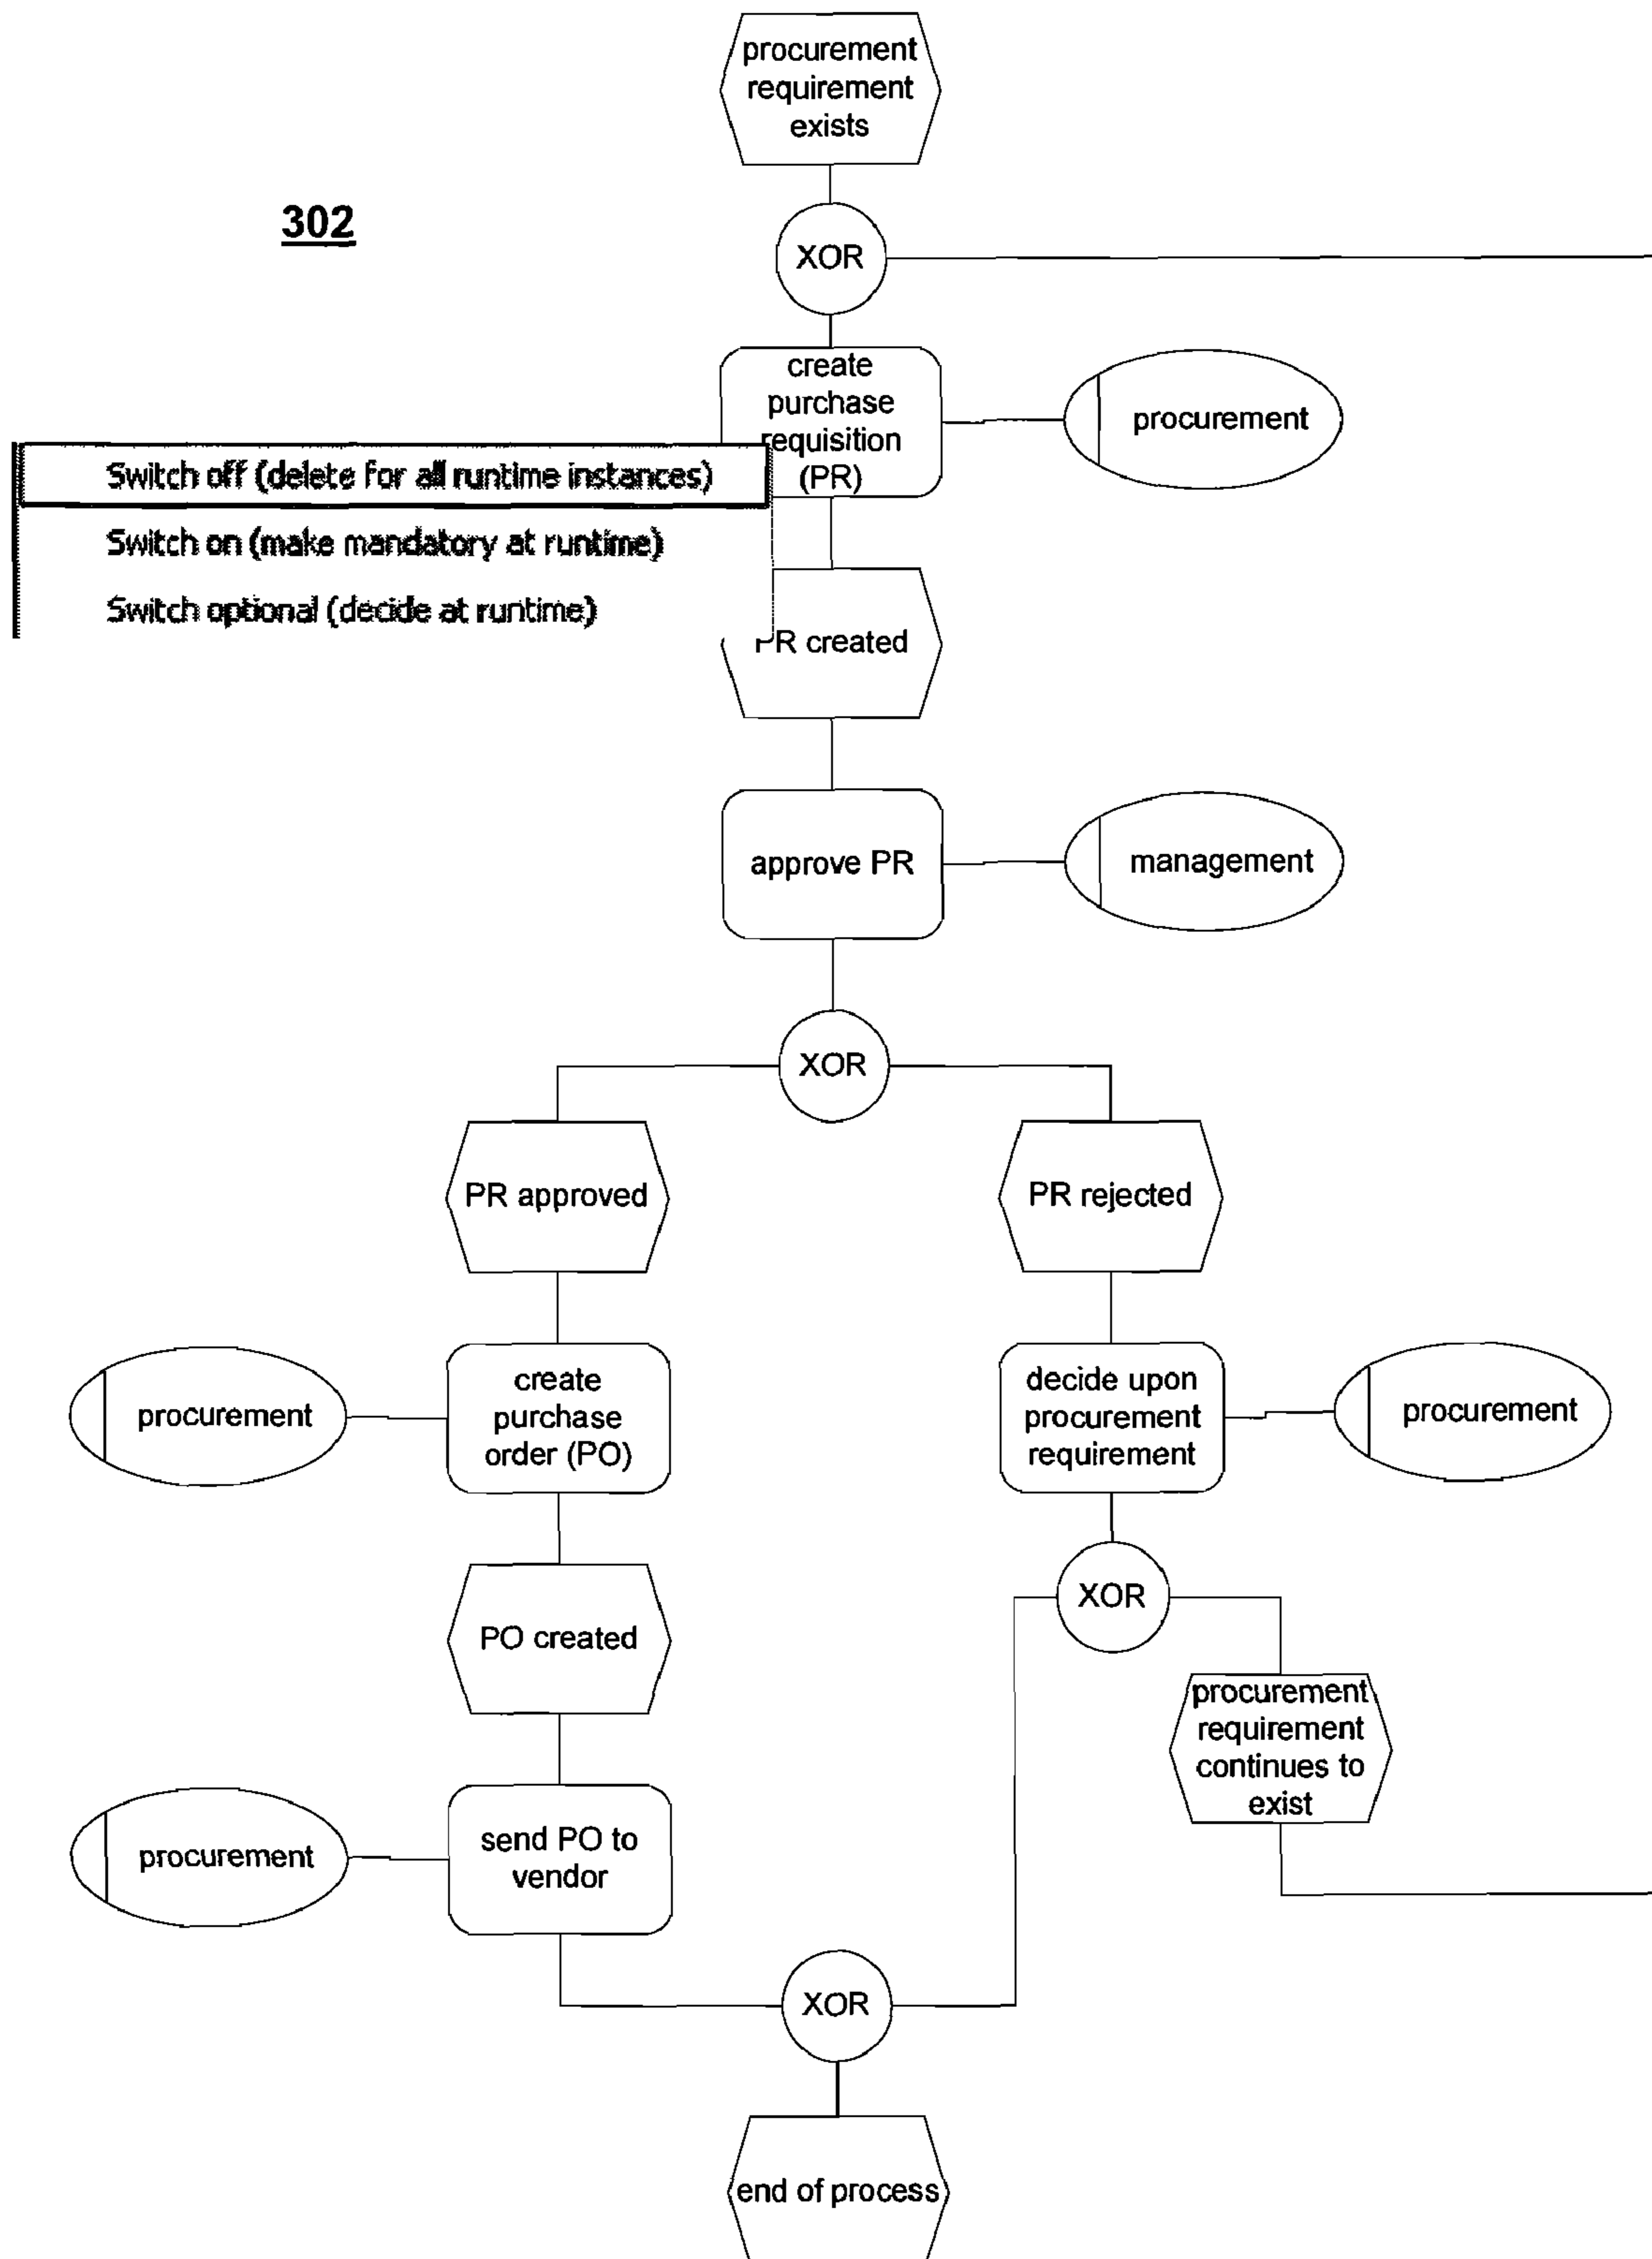 procurement
requirement
exists
302
XOR
create
purchase
requisition
(PR)
procurement
Switch off (delete for all runtime instances)
Switch on (make mandatory at runtime)
Switch optional (decide at runtime)
PR created
approve PR
management
XOR
PR approved
PR rejected
procurement
create
purchase
order (PO)
decide upon
procurement
requirement
procurement
XOR
PO created
procurement
requirement
continues to
exist
procurement
send PO to
vendor
XOR
end of process